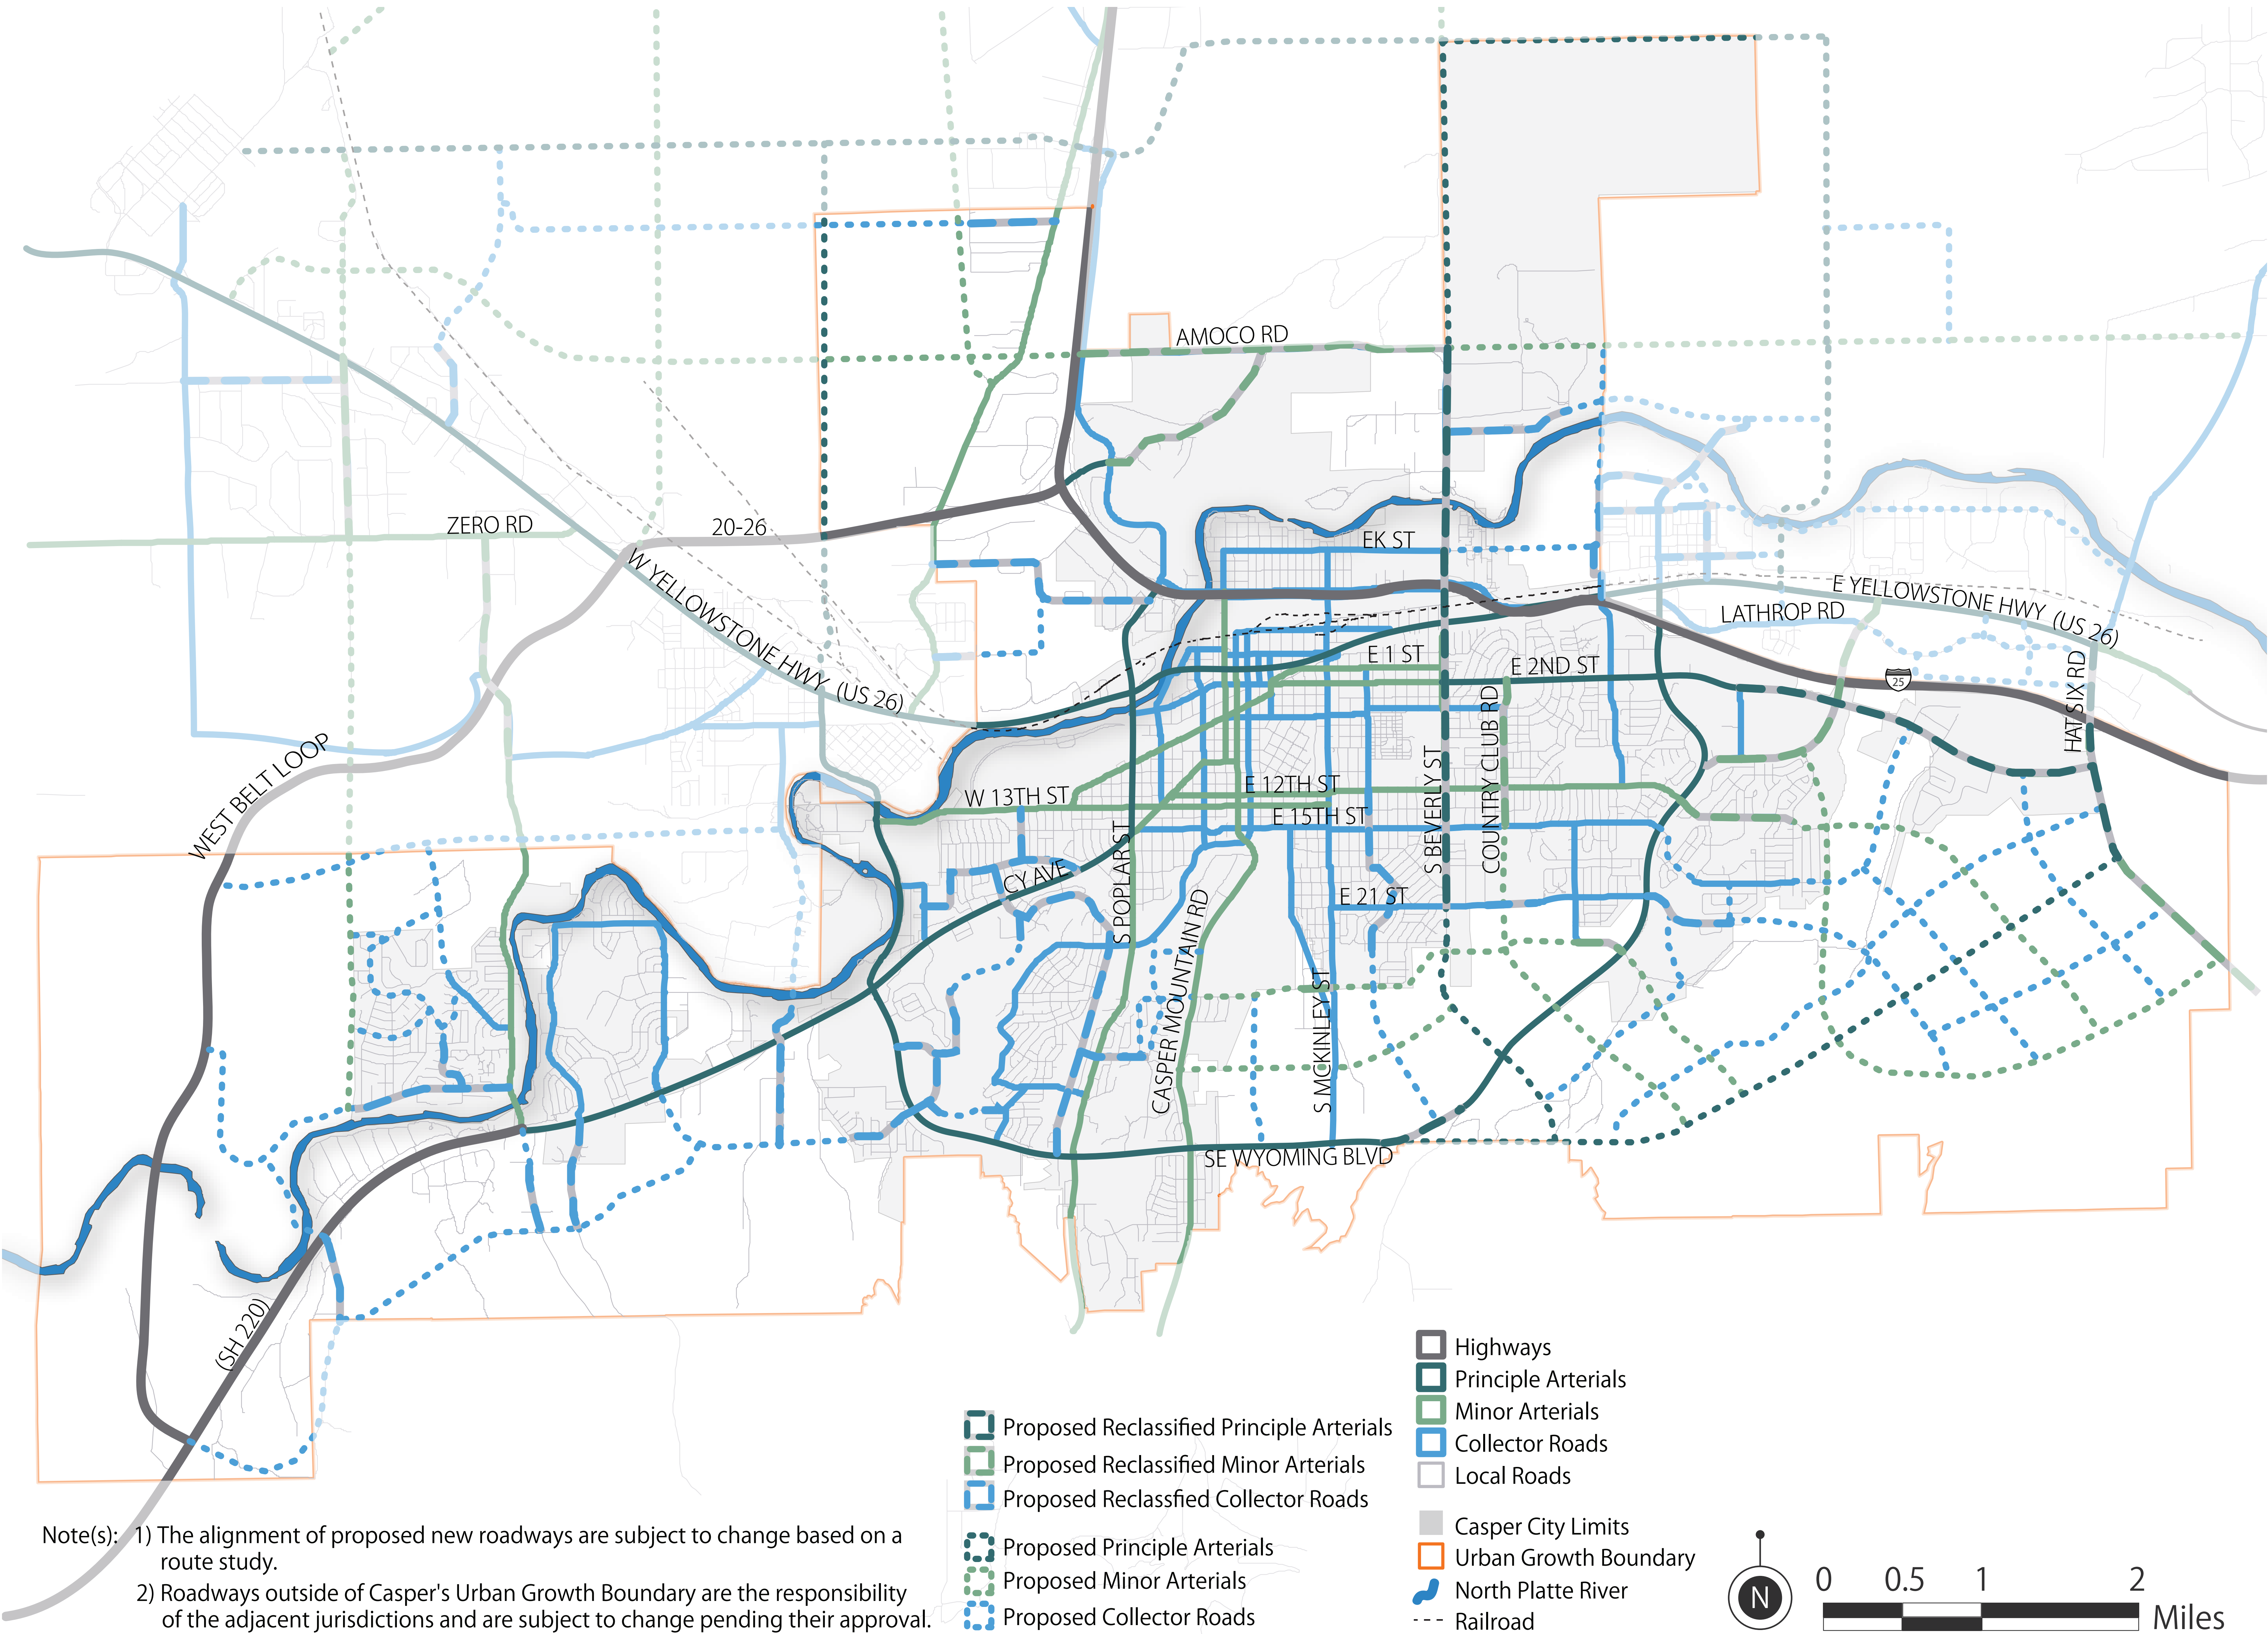 AMOCO RD
ZERO RD
20-26
EK ST
W YELLOWSTONE HWY (US 26)
E YELLOWSTONE HWY (US 26)
LATHROP RD
E 1 ST
E 2ND ST
25
HAT SIX RD
COUNTRY CLUB RD
S BEVERLY ST
WEST BELT LOOP
W 13TH ST
E 12TH ST
E 15TH ST
S POPLAR ST
CY AVE
E 21 ST
CASPER MOUNTAIN RD
S MCKINLEY ST
SE WYOMING BLVD
(SH 220)
Highways
Principle Arterials
Minor Arterials
Collector Roads
Local Roads
Casper City Limits
Urban Growth Boundary
North Platte River
Railroad
Proposed Reclassified Principle Arterials
Proposed Reclassified Minor Arterials
Proposed Reclassfied Collector Roads
Proposed Principle Arterials
Proposed Minor Arterials
Proposed Collector Roads
Note(s): 1) The alignment of proposed new roadways are subject to change based on a
route study.
2) Roadways outside of Casper's Urban Growth Boundary are the responsibility
of the adjacent jurisdictions and are subject to change pending their approval.
N
0 0.5 1 2
Miles